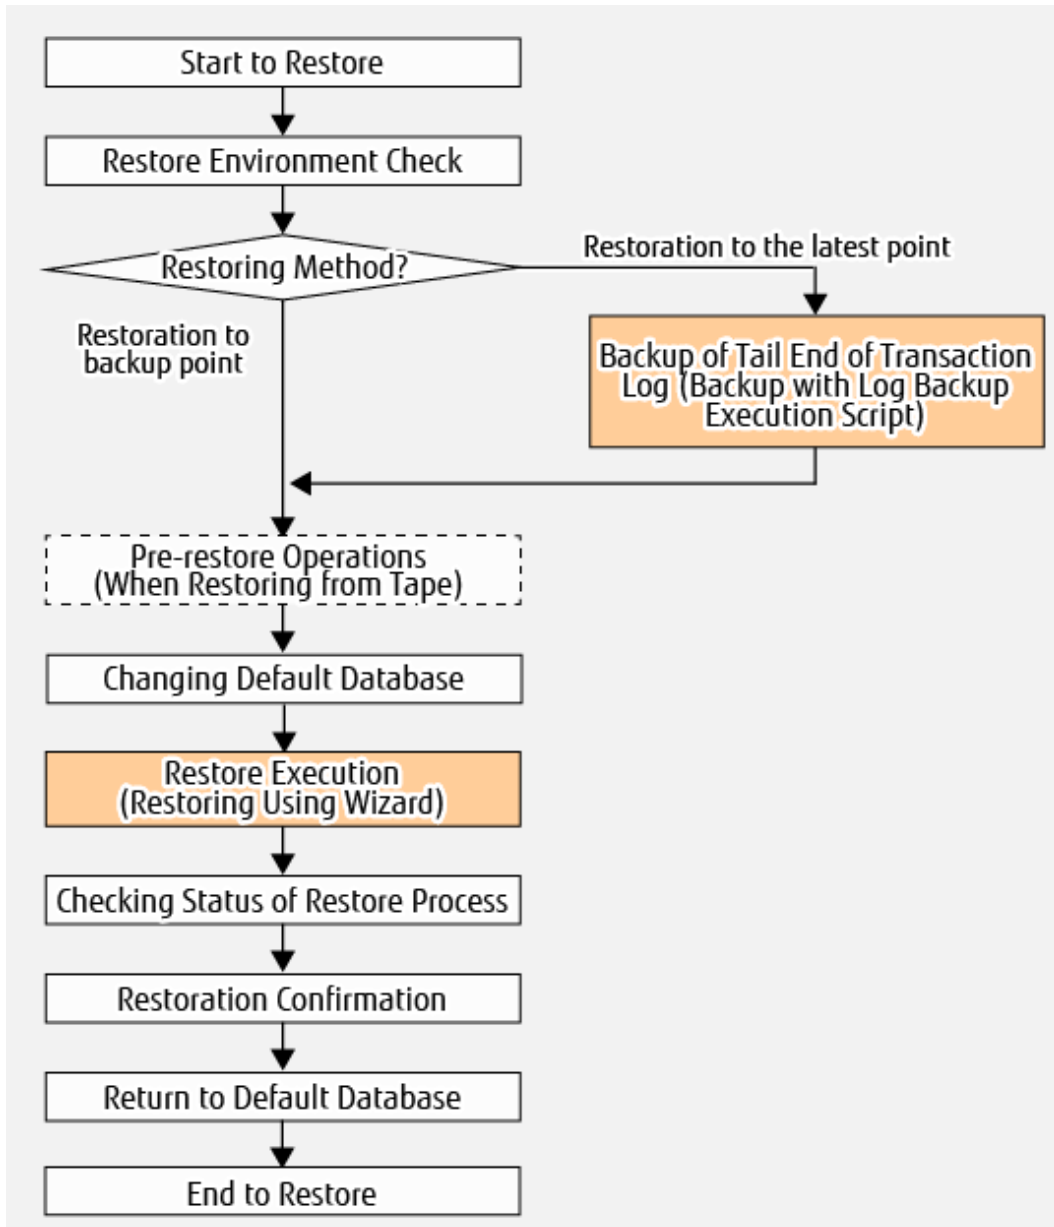 Start to Restore
Restore Environment Check
Restoring Method?
Restoration to the latest point
Restoration to
backup point
Backup of Tail End of Transaction
Log (Backup with Log Backup
Execution Script)
Pre-restore Operations
(When Restoring from Tape)
Changing Default Database
Restore Execution
(Restoring Using Wizard)
Checking Status of Restore Process
Restoration Confirmation
Return to Default Database
End to Restore